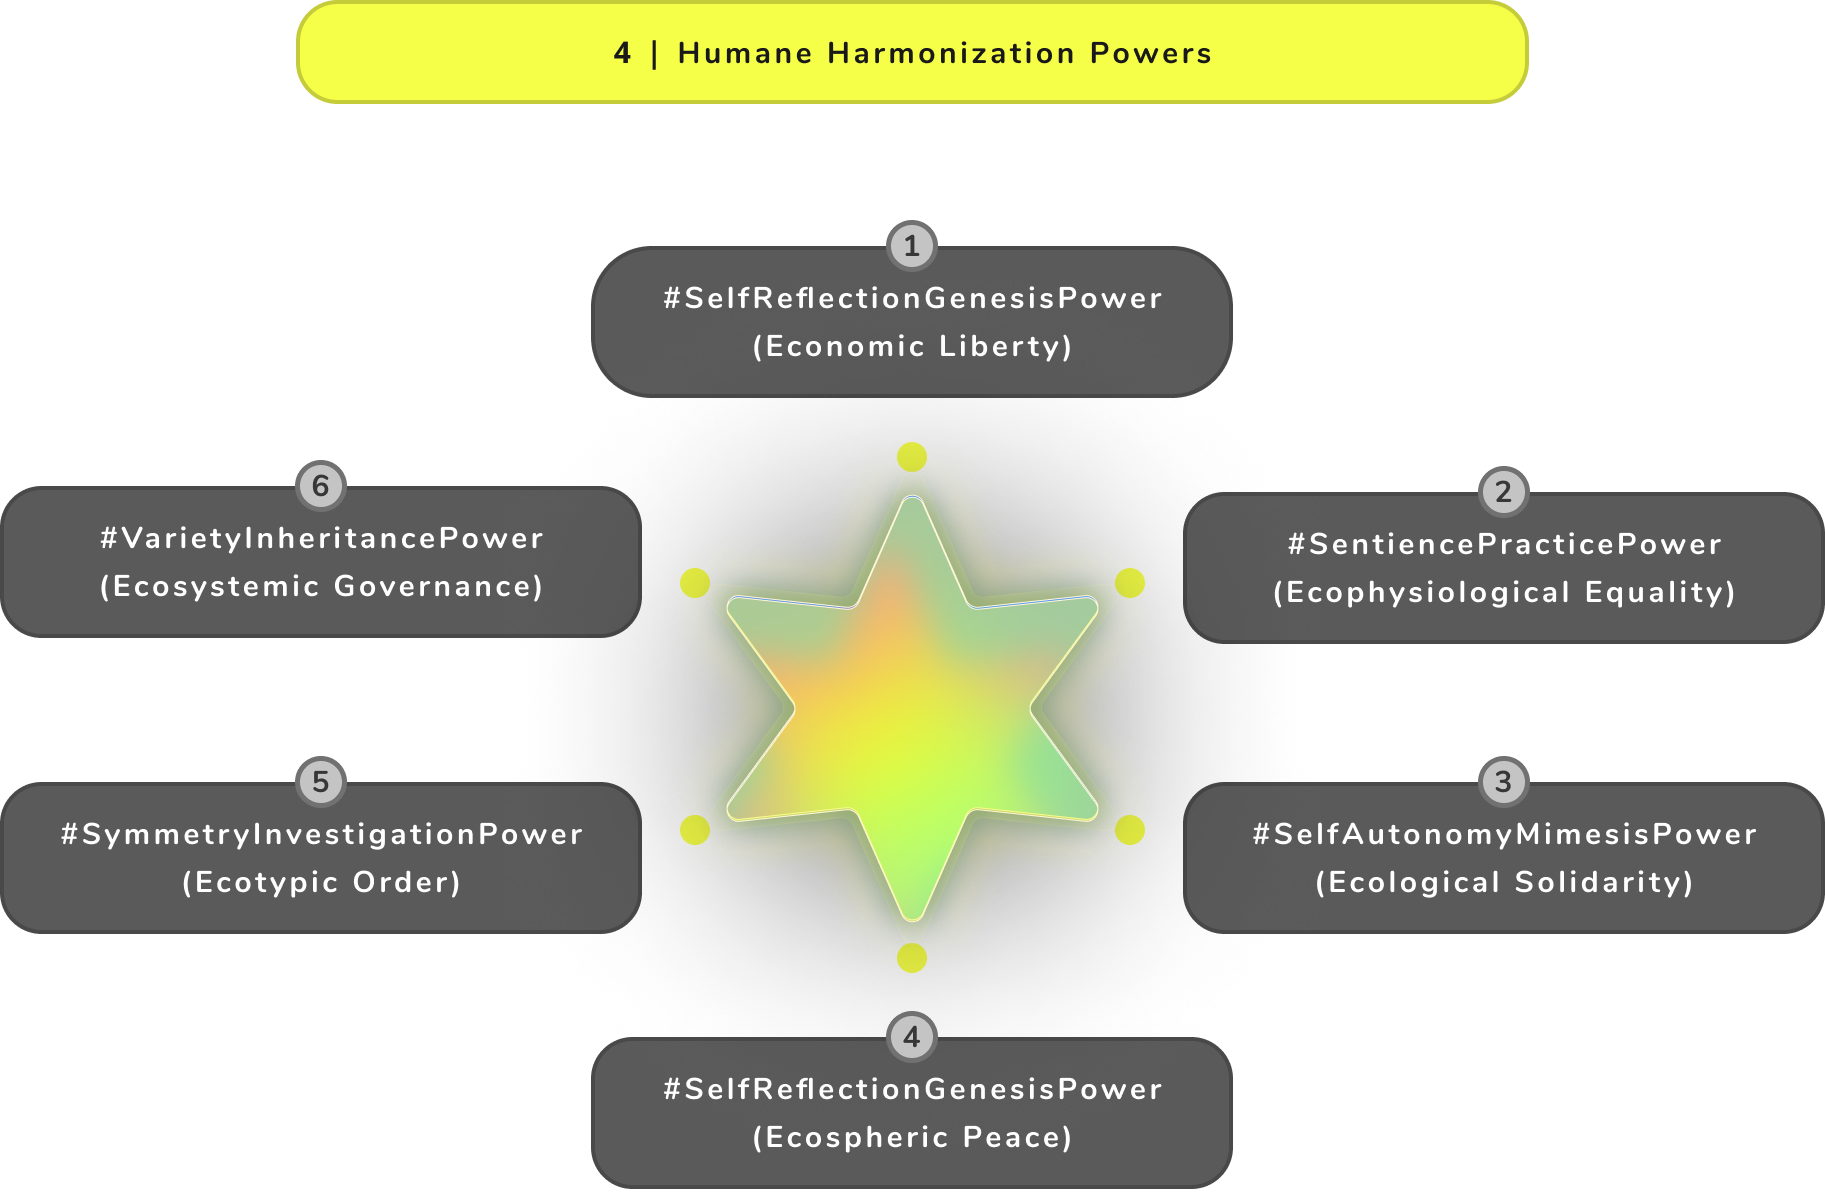 4 | Humane Harmonization Powers
1
#SelfReflectionGenesisPower
(Economic Liberty)
2
#SentiencePracticePower
(Ecophysiological Equality)
3
#SelfAutonomyMimesisPower
(Ecological Solidarity)
4
#SelfReflectionGenesisPower
(Ecospheric Peace)
5
#SymmetryInvestigationPower
(Ecotypic Order)
6
#VarietyInheritancePower
(Ecosystemic Governance)